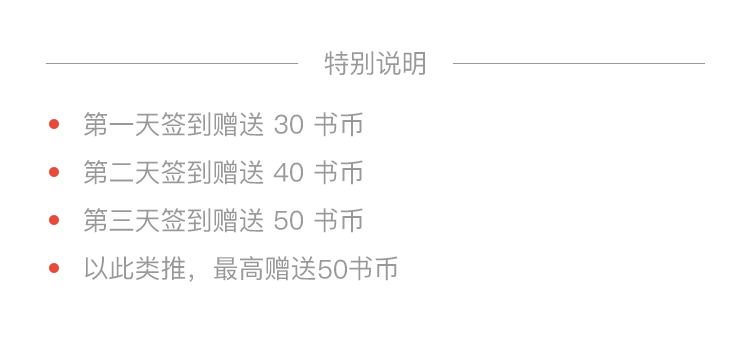 特别说明
第一天签到赠送 30 书币
第二天签到赠送 40 书币
第三天签到赠送 50 书币
以此类推，最高赠送50书币